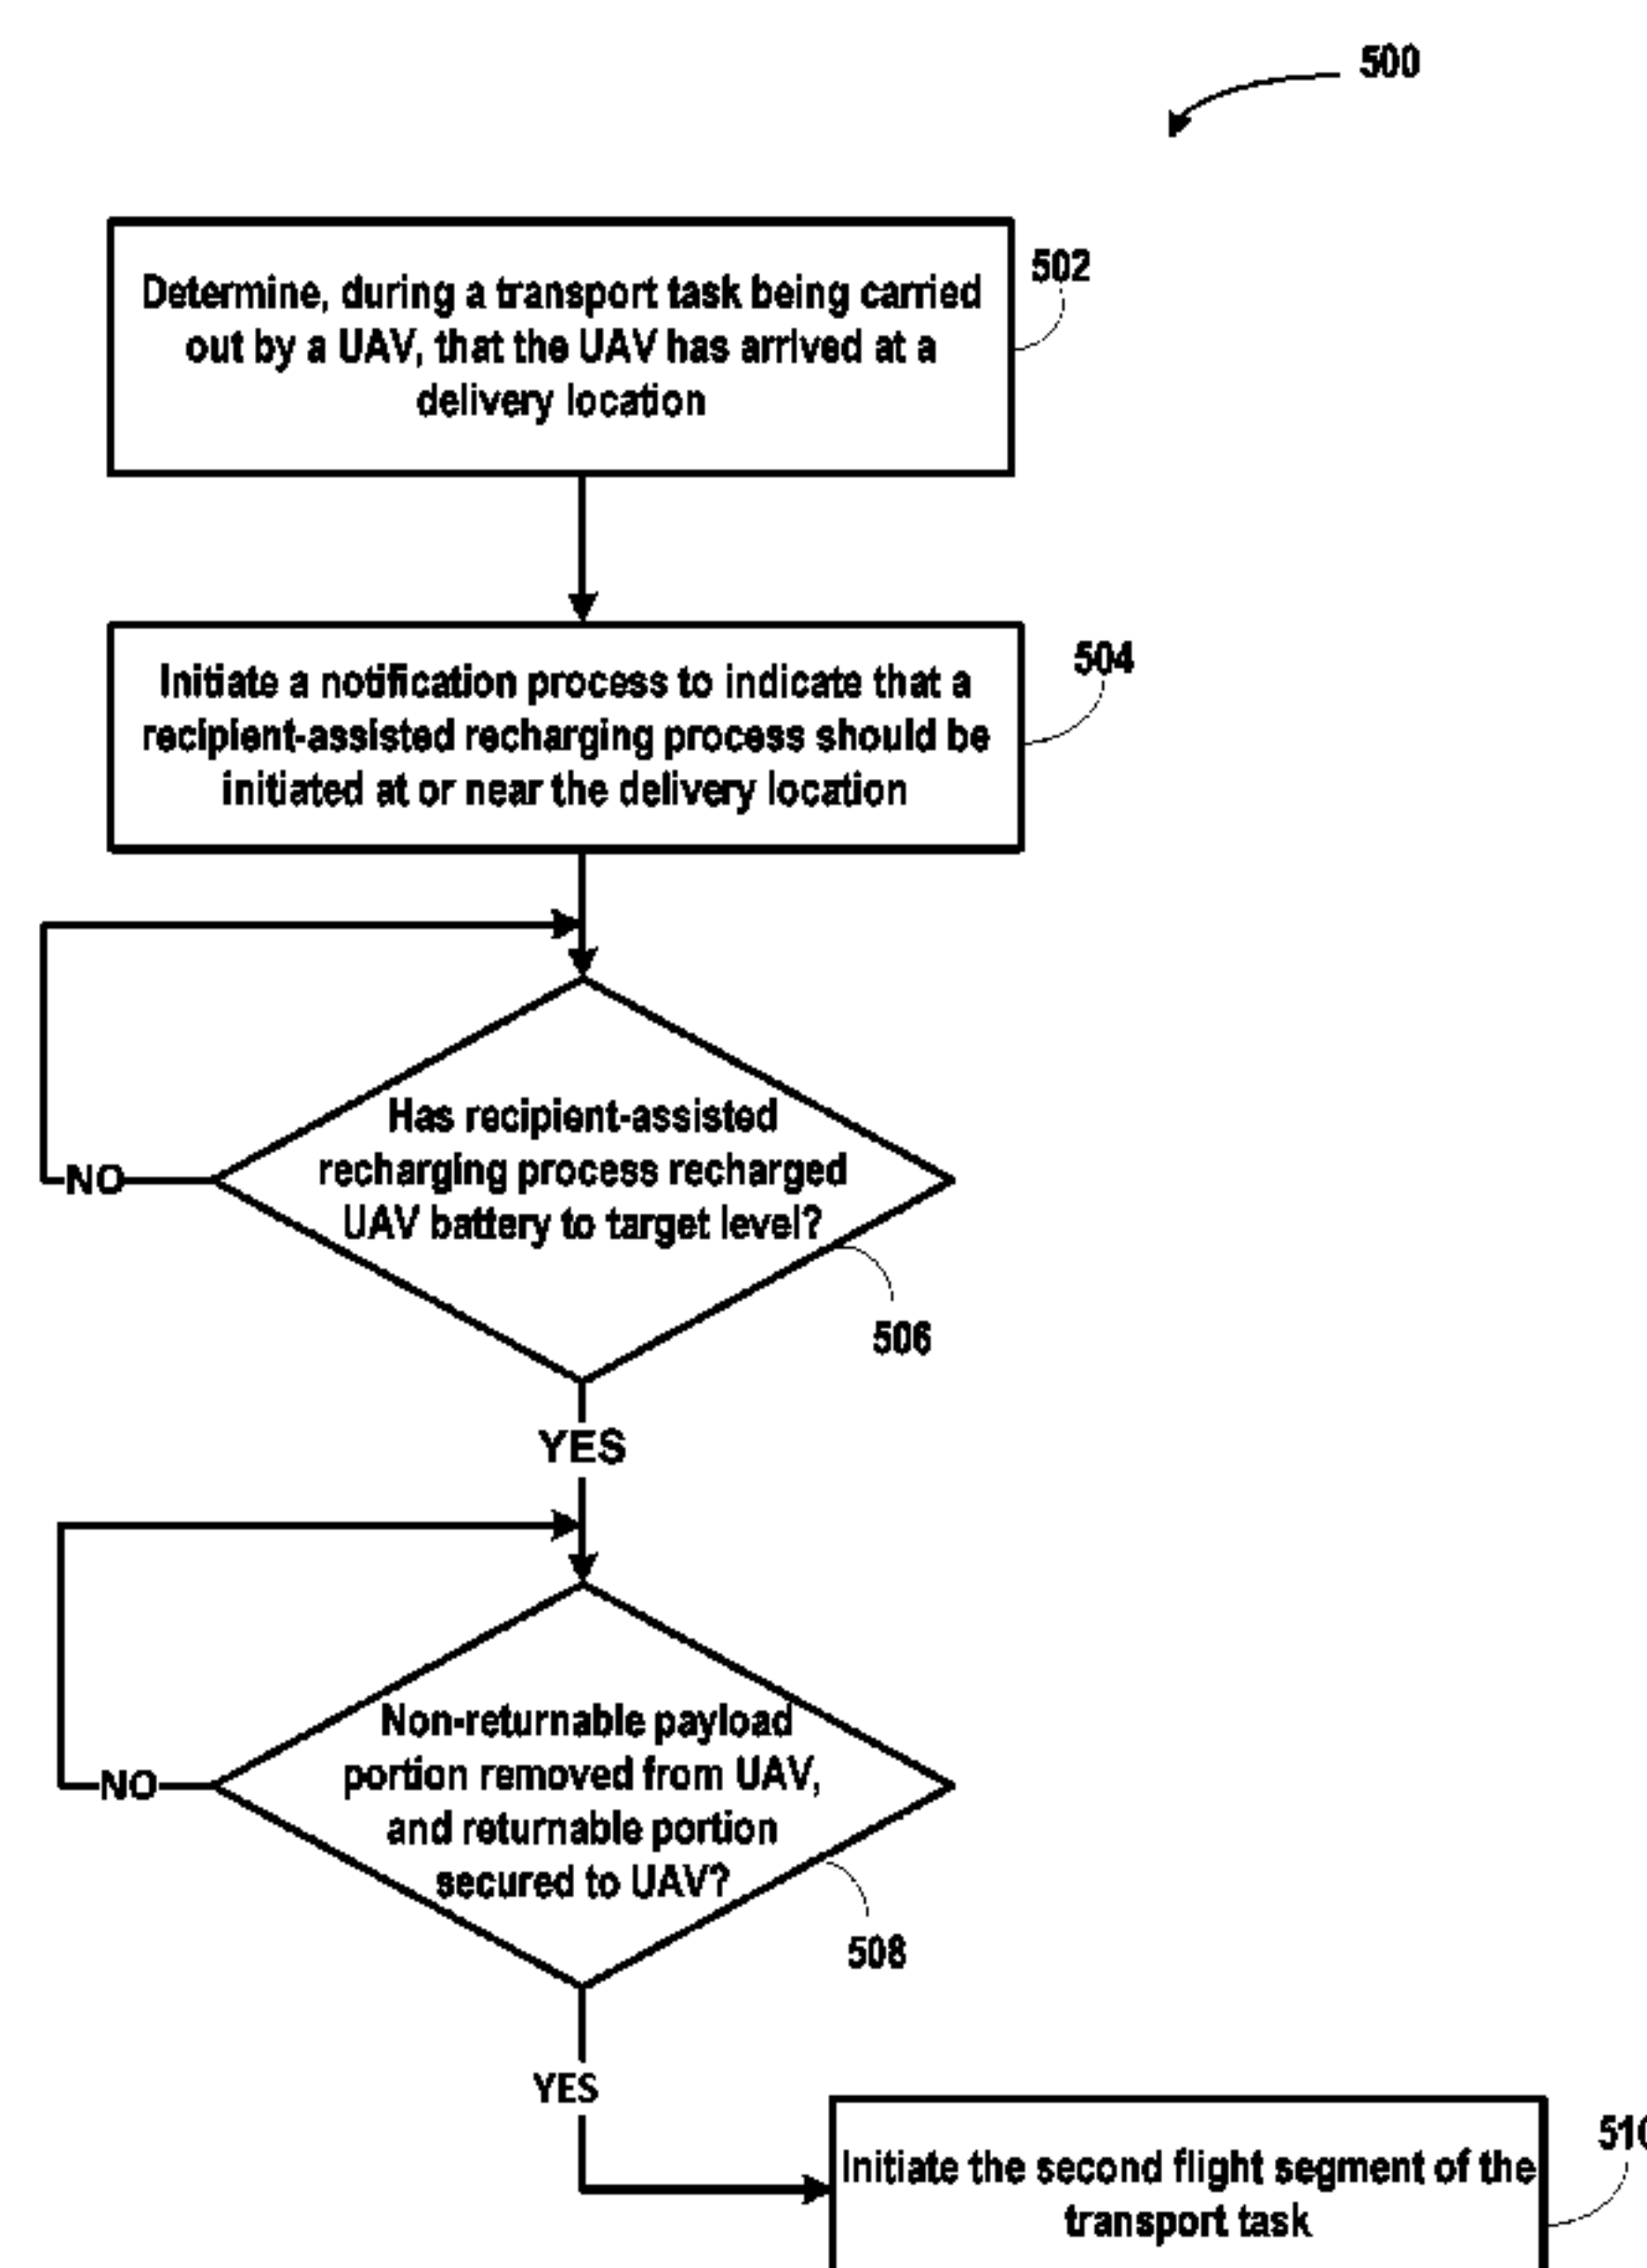 500
502
Determine, during a transport task being carried
out by a UAV, that the UAV has arrived at a
delivery location
504
Initiate a notification process to indicate that a
recipient-assisted recharging process should be
initiated at or near the delivery location
Has recipient-assisted
recharging process recharged
UAV battery to target level?
NO
506
YES
Non-returnable payload
portion removed from UAV,
and returnable portion
secured to UAV?
NO
508
YES
510
Initiate the second flight segment of the
transport task